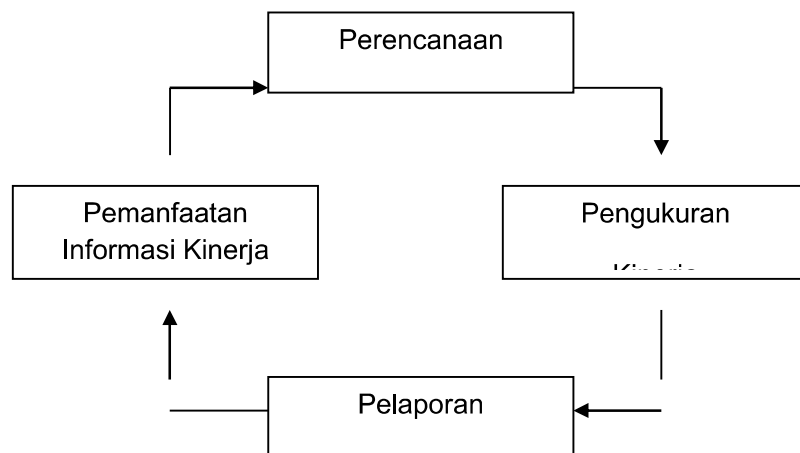 Perencanaan
Pemanfaatan
Informasi Kinerja
Pengukuran
Pelaporan